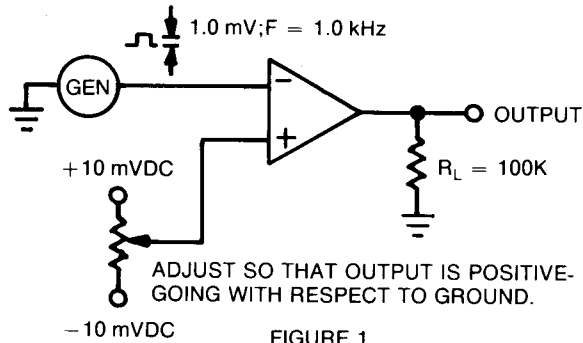 1.0 mV;F = 1.0 kHz
GEN
−
+
OUTPUT
+10 mVDC
R_L = 100K
ADJUST SO THAT OUTPUT IS POSITIVE-
GOING WITH RESPECT TO GROUND.
−10 mVDC
FIGURE 1